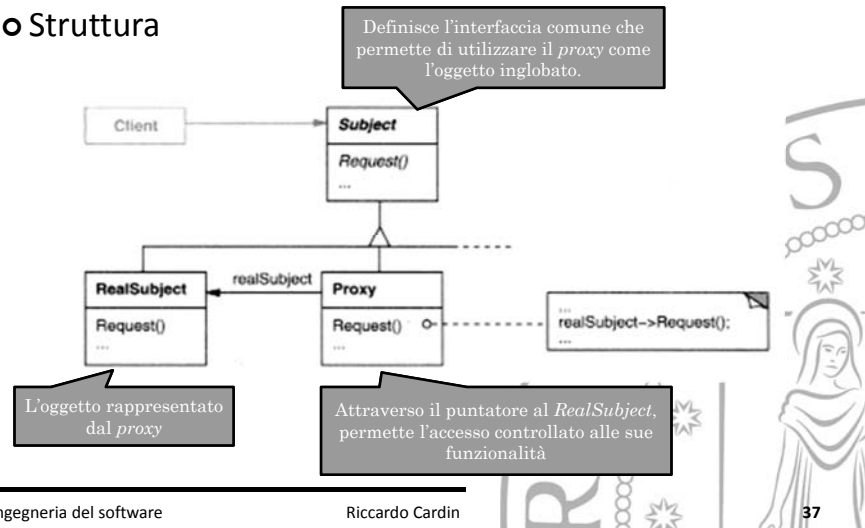 Struttura
Definisce l'interfaccia comune che
permette di utilizzare il proxy come
l'oggetto inglobato.
Client
Subject
Request()
...
RealSubject
Request()
...
realSubject
Proxy
Request()
...
...
realSubject->Request();
...
L'oggetto rappresentato
dal proxy
Attraverso il puntatore al RealSubject,
permette l'accesso controllato alle sue
funzionalità
ngegneria del software
Riccardo Cardin
37
S
R